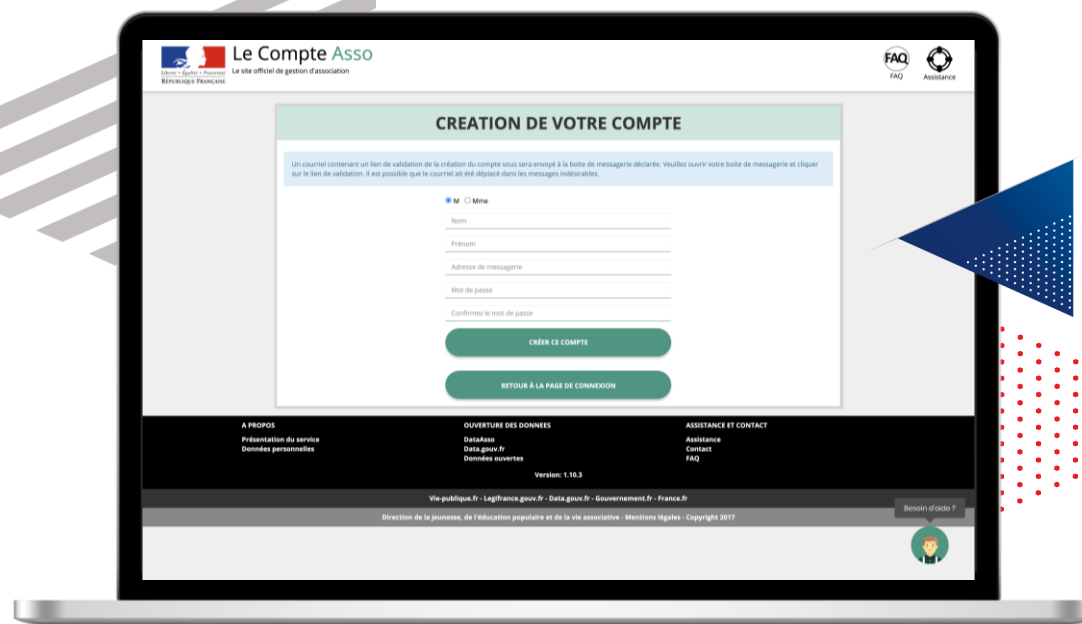 Le Compte Asso
Le site officiel de gestion d'association
Liberté • Égalité • Fraternité
RÉPUBLIQUE FRANÇAISE
FAQ
FAQ
Assistance
CREATION DE VOTRE COMPTE
Un courriel contenant un lien de validation de la création du compte vous sera envoyé à la boite de messagerie déclarée. Veuillez ouvrir votre boite de messagerie et cliquer
sur le lien de validation. Il est possible que le courriel ait été déplacé dans les messages indésirables.
M Mme
Nom
Prénom
Adresse de messagerie
Mot de passe
Confirmez le mot de passe
CRÉER CE COMPTE
RETOUR À LA PAGE DE CONNEXION
A PROPOS
Présentation du service
Données personnelles
OUVERTURE DES DONNEES
DataAsso
Data.gouv.fr
Données ouvertes
ASSISTANCE ET CONTACT
Assistance
Contact
FAQ
Version: 1.10.3
Vie-publique.fr - Legifrance.gouv.fr - Data.gouv.fr - Gouvernement.fr - France.fr
Direction de la jeunesse, de l'éducation populaire et de la vie associative - Mentions légales - Copyright 2017
Besoin d'aide ?